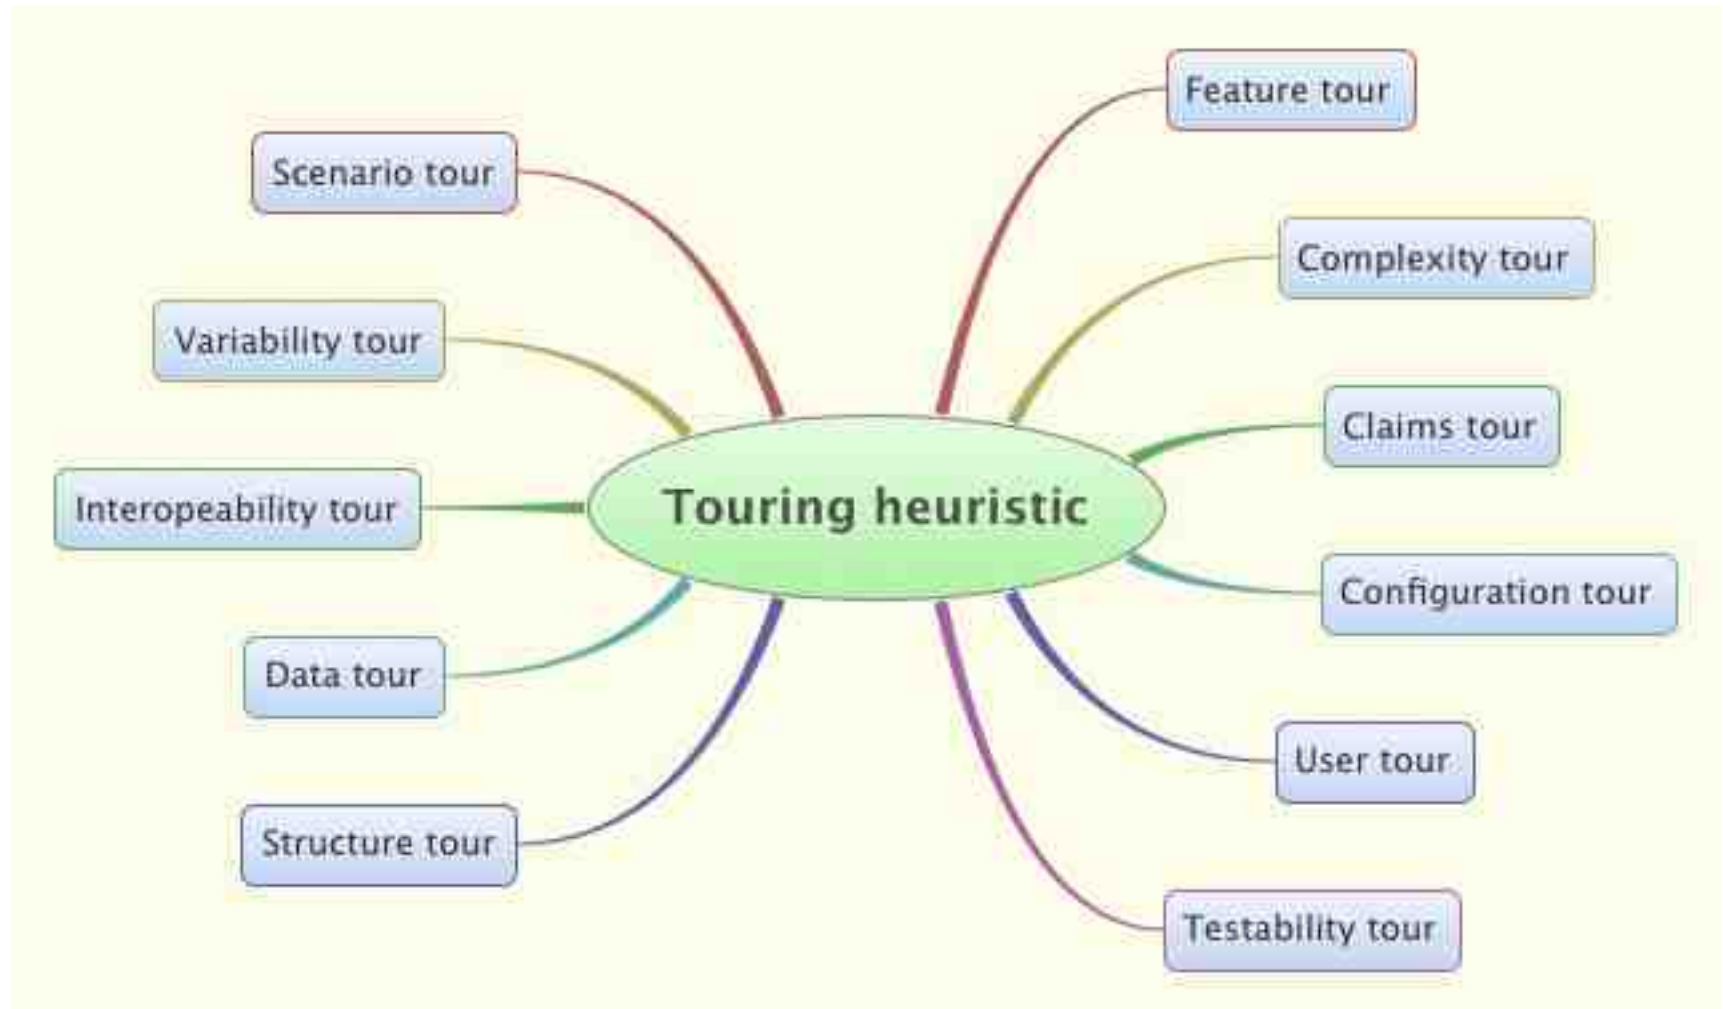 Feature tour
Scenario tour
Complexity tour
Variability tour
Claims tour
Touring heuristic
Interopeability tour
Configuration tour
Data tour
User tour
Structure tour
Testability tour